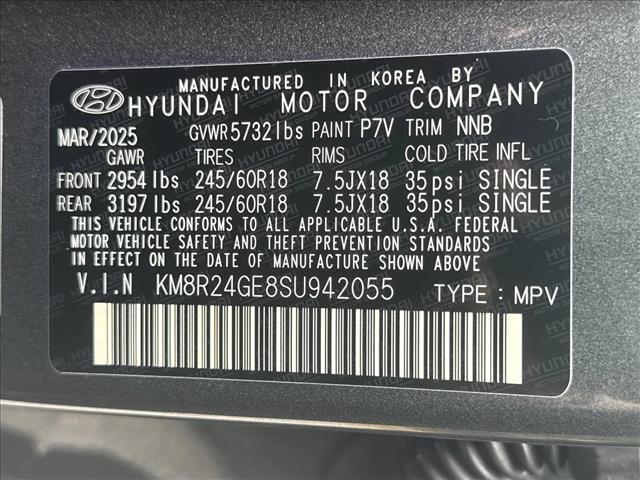 MANUFACTURED IN KOREA BY
HYUNDAI MOTOR COMPANY
MAR/2025 GVWR 5732 lbs PAINT P7V TRIM NNB
GAWR TIRES RIMS COLD TIRE INFL
FRONT 2954 lbs 245/60R18 7.5JX18 35 psi SINGLE
REAR 3197 lbs 245/60R18 7.5JX18 35 psi SINGLE
THIS VEHICLE CONFORMS TO ALL APPLICABLE U.S.A. FEDERAL
MOTOR VEHICLE SAFETY AND THEFT PREVENTION STANDARDS
IN EFFECT ON THE DATE OF MANUFACTURE SHOWN ABOVE.
V.I.N KM8R24GE8SU942055 TYPE : MPV